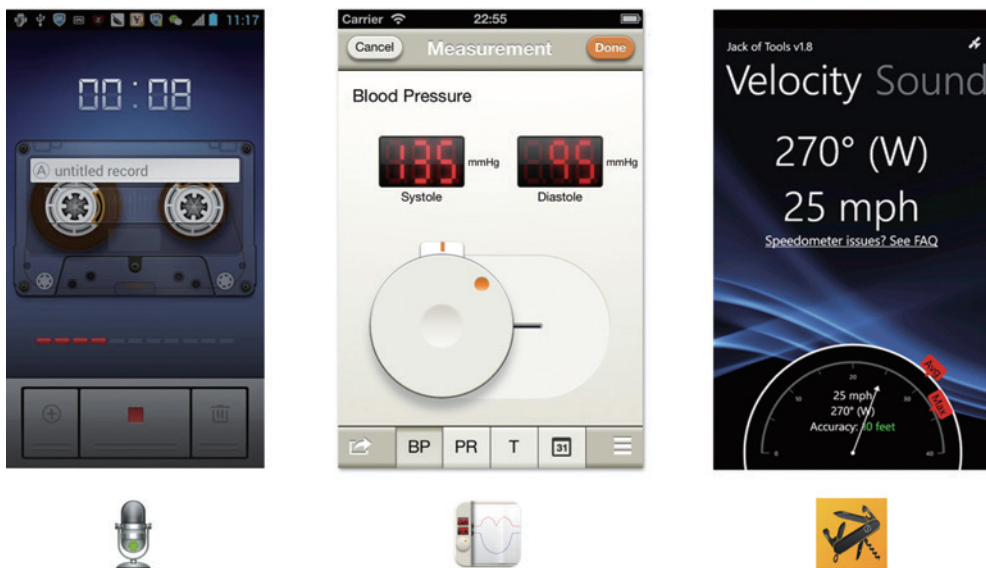 11:17
00:08
A untitled record
Carrier 22:55
Cancel Measurement Done
Blood Pressure
135 mmHg 95 mmHg
Systole Diastole
BP PR T 31
Jack of Tools v1.8
Velocity Sound
270° (W)
25 mph
Speedometer issues? See FAQ
Avg
Max
20
10 30
25 mph
270° (W)
Accuracy: 30 feet
0 40